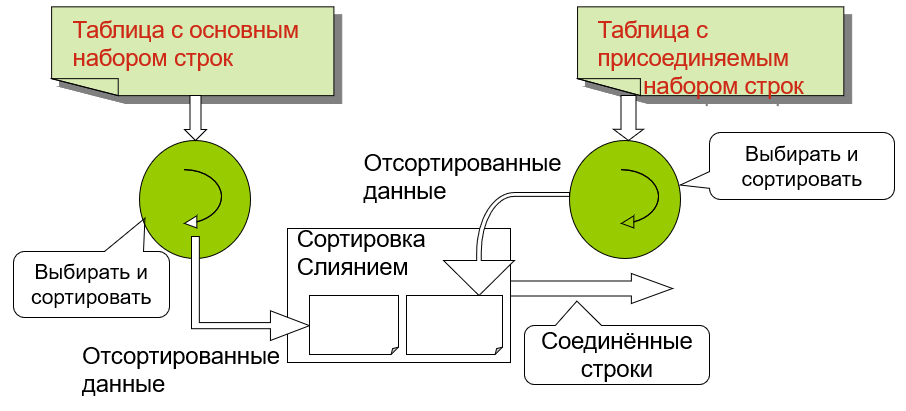 Таблица с основным
набором строк
Таблица с
присоединяемым
набором строк
Отсортированные
данные
Выбирать и
сортировать
Выбирать и
сортировать
Сортировка
Слиянием
Отсортированные
данные
Соединённые
строки